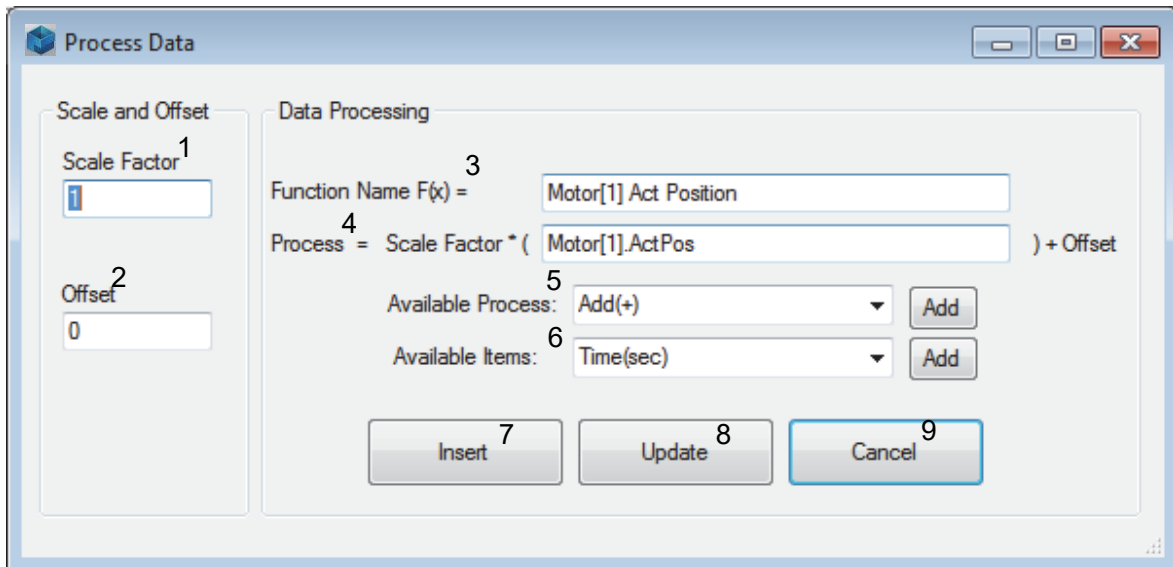 Process Data
Scale and Offset
Scale Factor 1
1
Offset 2
0
Data Processing
Function Name F(x) = 3 Motor[1] Act Position
Process 4 = Scale Factor * ( Motor[1].ActPos ) + Offset
5 Available Process: Add(+) Add
6 Available Items: Time(sec) Add
Insert 7 Update 8 Cancel 9